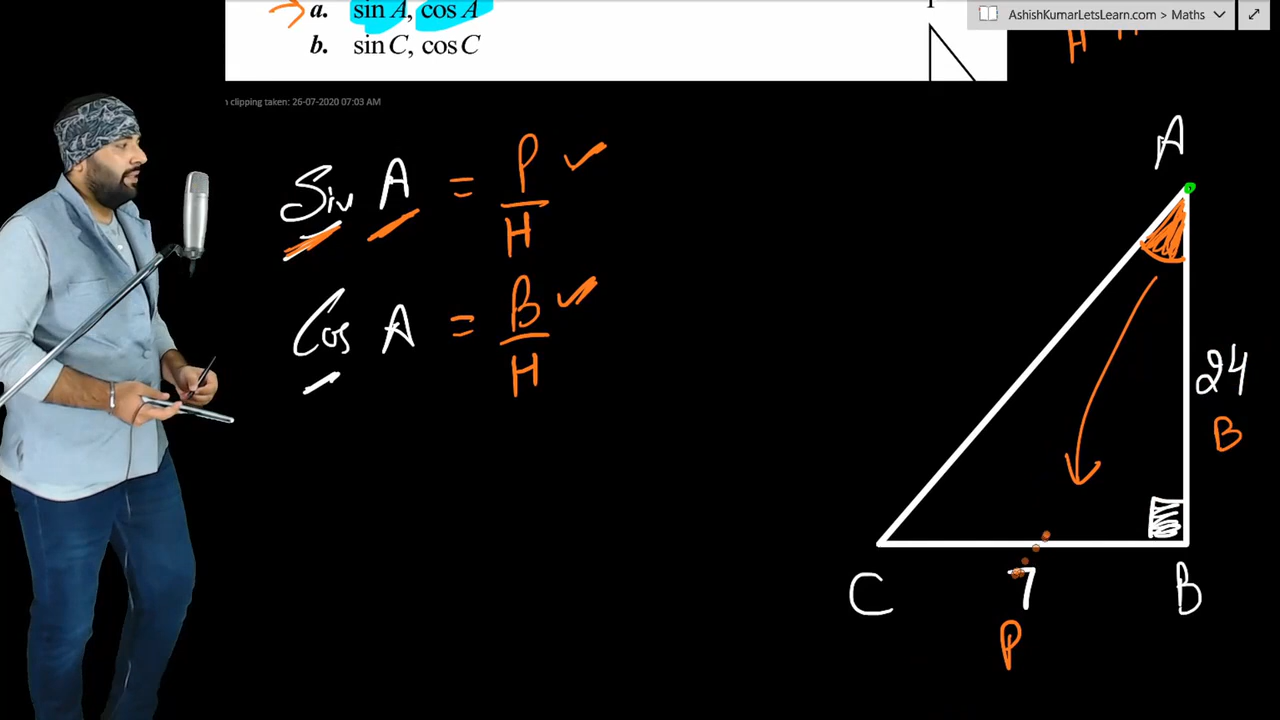 a. sin A, cos A
b. sin C, cos C
AshishKumarLetsLearn.com > Maths
H
clipping taken: 26-07-2020 07:03 AM
Sin A = P/H
Cos A = B/H
A
24
B
C
7
B
P